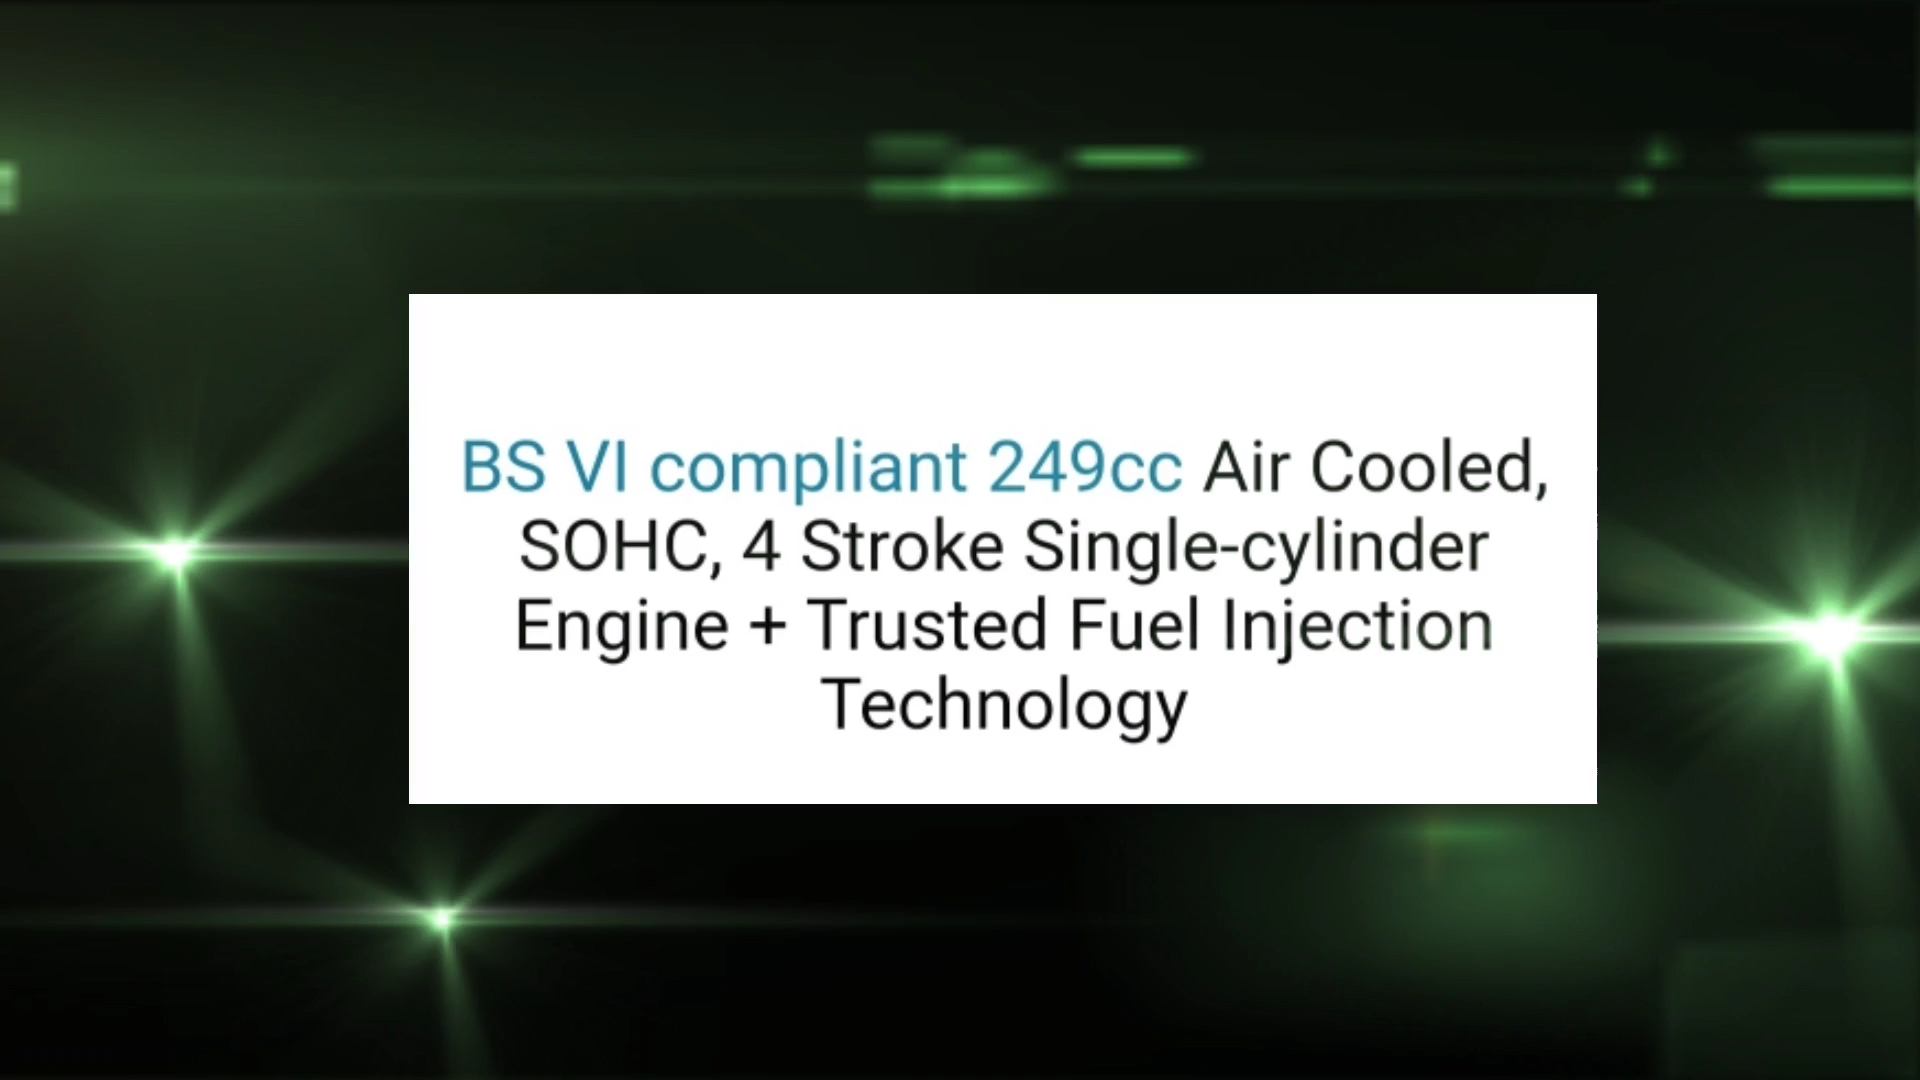 BS VI compliant 249cc Air Cooled,
SOHC, 4 Stroke Single-cylinder
Engine + Trusted Fuel Injection
Technology